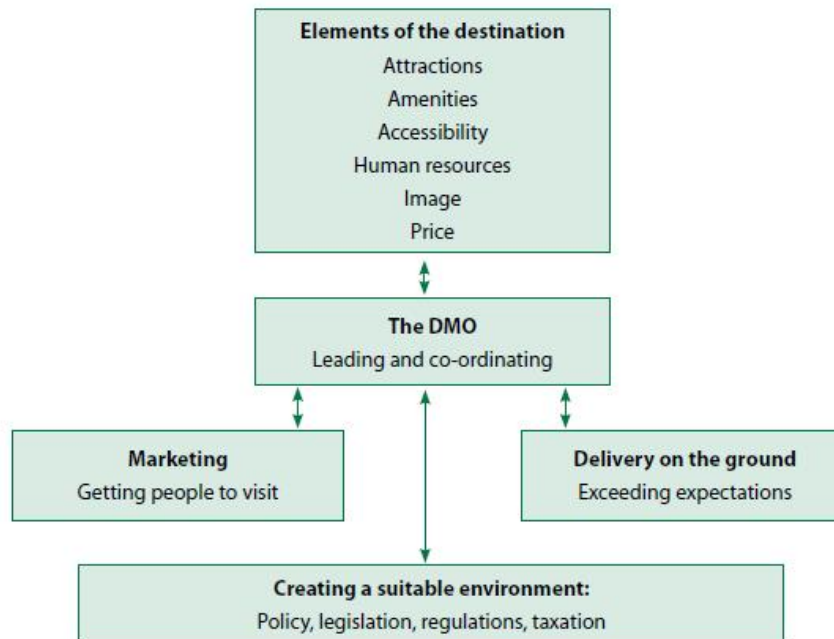 Elements of the destination
Attractions
Amenities
Accessibility
Human resources
Image
Price
The DMO
Leading and co-ordinating
Marketing
Getting people to visit
Delivery on the ground
Exceeding expectations
Creating a suitable environment:
Policy, legislation, regulations, taxation